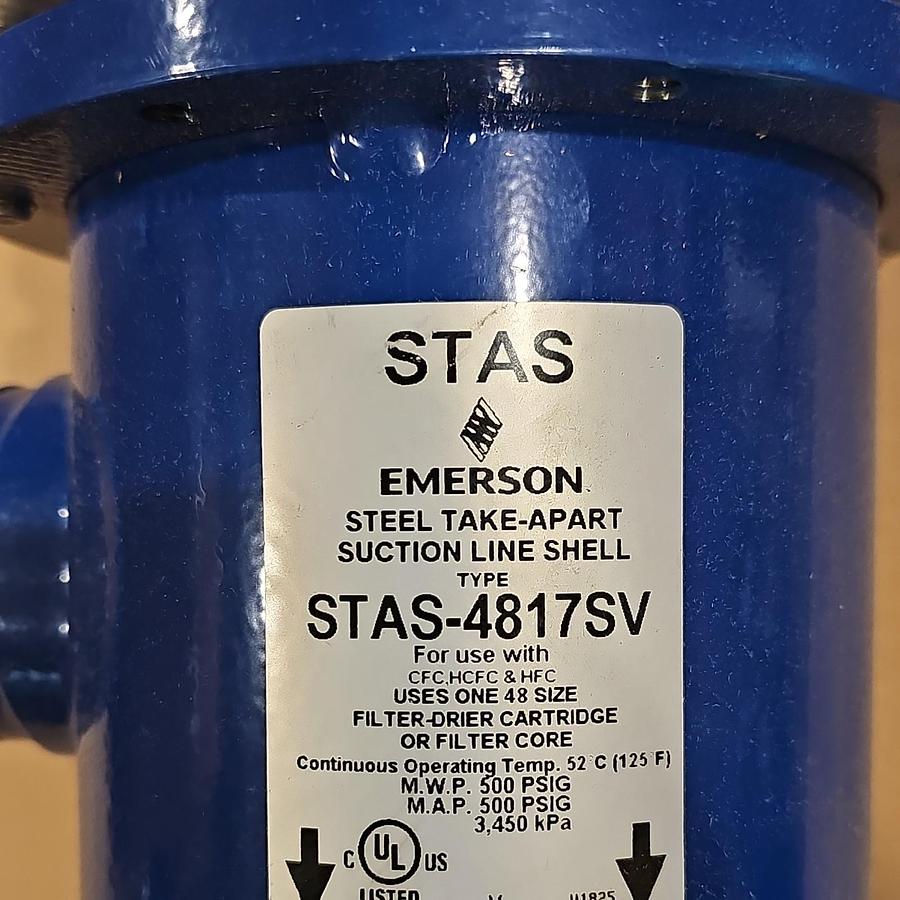 STAS
EMERSON
STEEL TAKE-APART
SUCTION LINE SHELL
TYPE
STAS-4817SV
For use with
CFC,HCFC & HFC
USES ONE 48 SIZE
FILTER-DRIER CARTRIDGE
OR FILTER CORE
Continuous Operating Temp. 52°C (125°F)
M.W.P. 500 PSIG
M.A.P. 500 PSIG
3,450 kPa
C UL US
LISTED